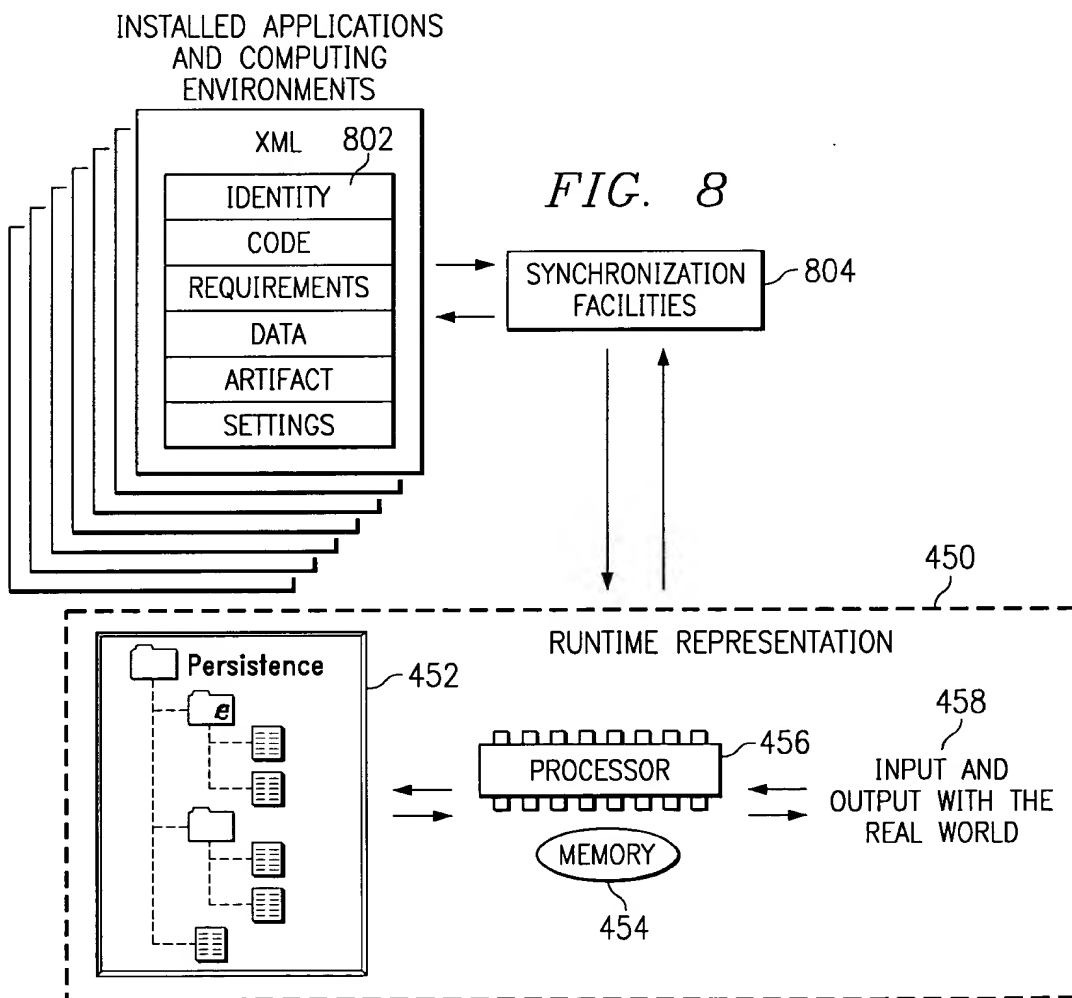 INSTALLED APPLICATIONS
AND COMPUTING
ENVIRONMENTS
XML
802
IDENTITY
CODE
REQUIREMENTS
DATA
ARTIFACT
SETTINGS
FIG. 8
SYNCHRONIZATION
FACILITIES
804
450
RUNTIME REPRESENTATION
Persistence
e
452
PROCESSOR
456
MEMORY
454
458
INPUT AND
OUTPUT WITH THE
REAL WORLD